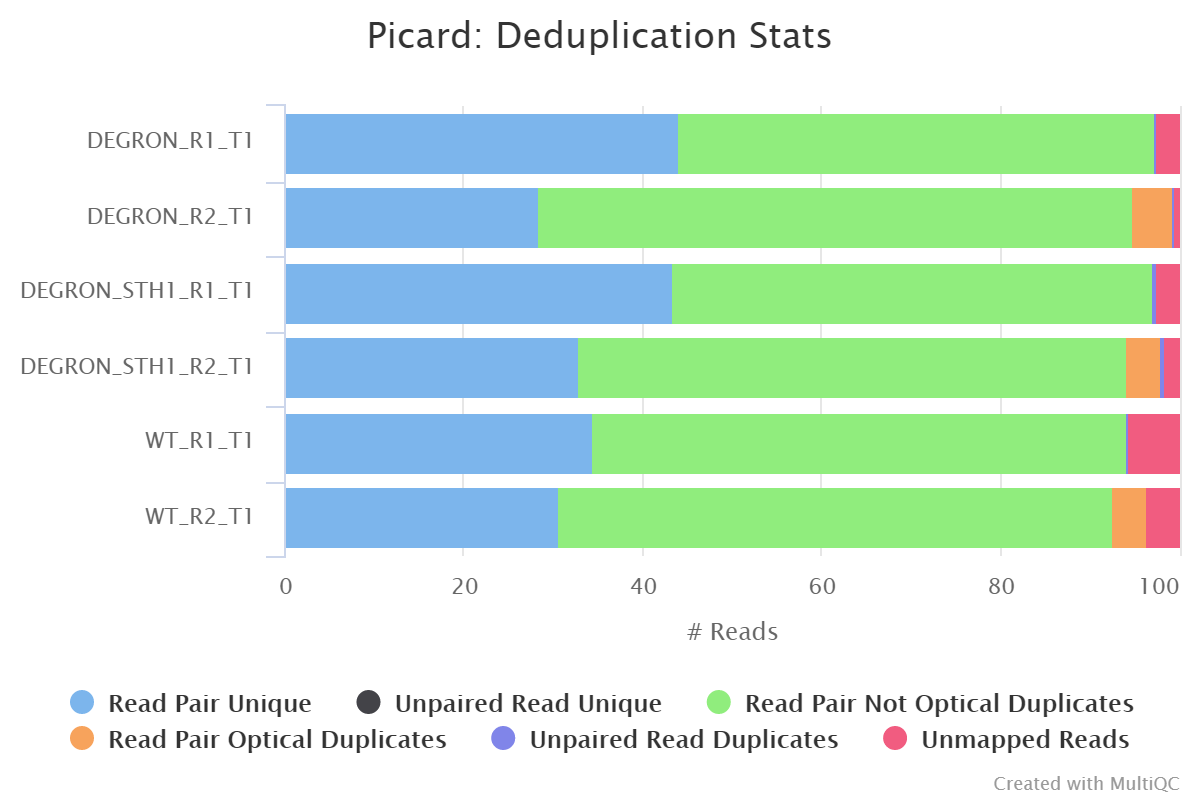 Picard: Deduplication Stats
DEGRON_R1_T1
DEGRON_R2_T1
DEGRON_STH1_R1_T1
DEGRON_STH1_R2_T1
WT_R1_T1
WT_R2_T1
0 20 40 60 80 100
# Reads
Read Pair Unique Unpaired Read Unique Read Pair Not Optical Duplicates
Read Pair Optical Duplicates Unpaired Read Duplicates Unmapped Reads
Created with MultiQC